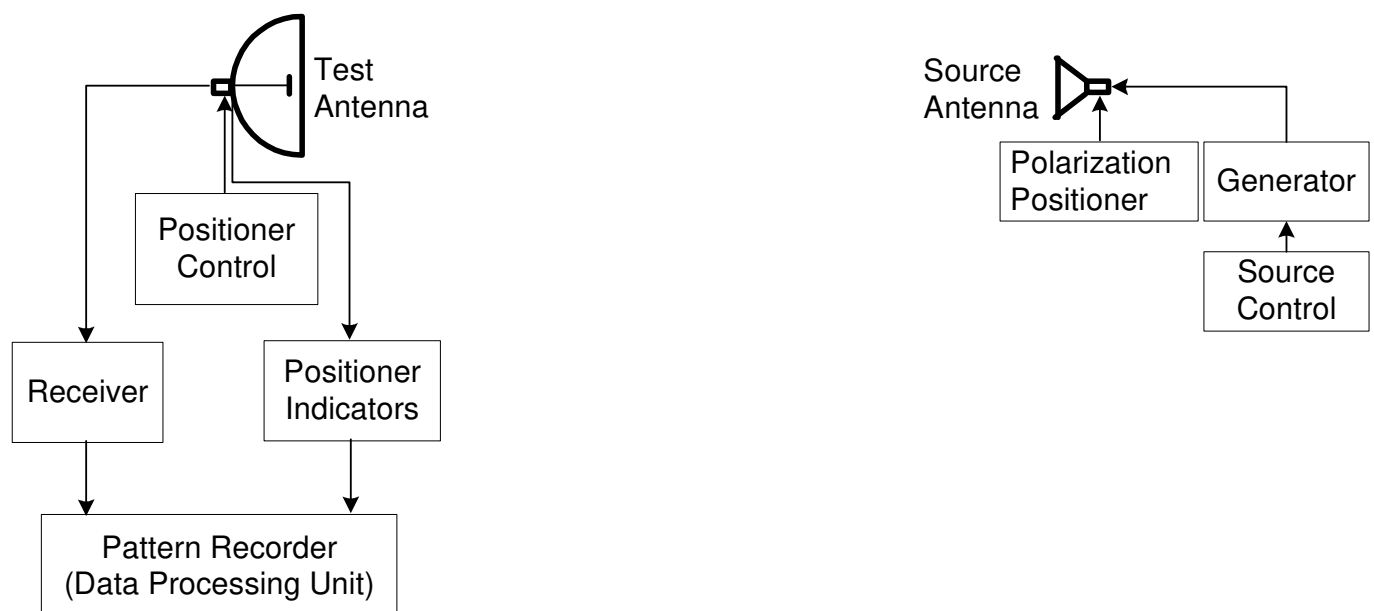 Test
Antenna
Source
Antenna
Polarization
Positioner
Generator
Positioner
Control
Source
Control
Receiver
Positioner
Indicators
Pattern Recorder
(Data Processing Unit)